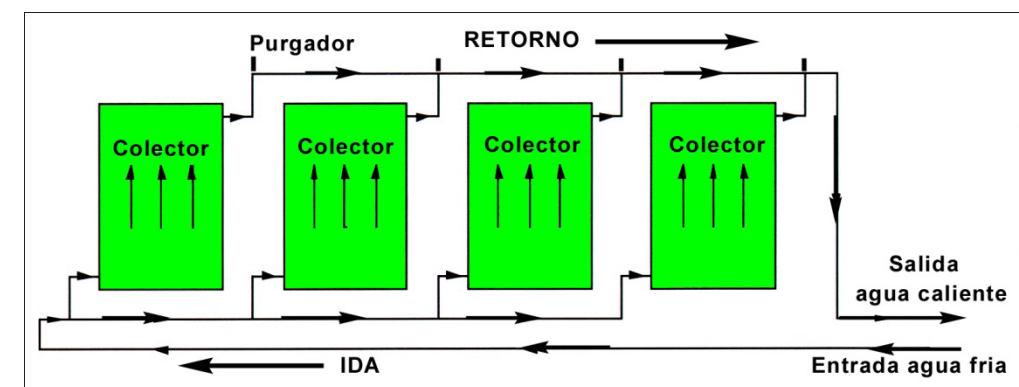 Purgador
RETORNO
Colector
Colector
Colector
Colector
Salida
agua caliente
IDA
Entrada agua fria